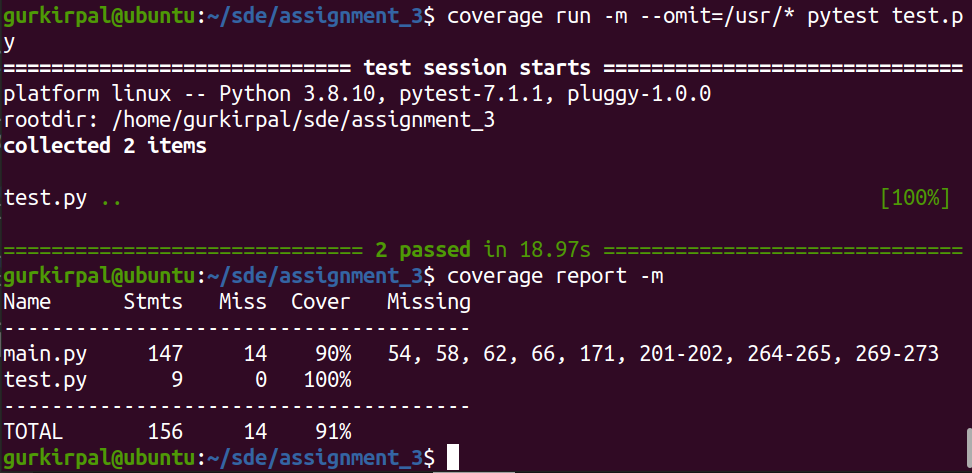 gurkirpal@ubuntu:~/sde/assignment_3$ coverage run -m --omit=/usr/* pytest test.p
y
============================= test session starts ==============================
platform linux -- Python 3.8.10, pytest-7.1.1, pluggy-1.0.0
rootdir: /home/gurkirpal/sde/assignment_3
collected 2 items
test.py .. [100%]
============================== 2 passed in 18.97s ==============================
gurkirpal@ubuntu:~/sde/assignment_3$ coverage report -m
Name Stmts Miss Cover Missing
---------------------------------------
main.py 147 14 90% 54, 58, 62, 66, 171, 201-202, 264-265, 269-273
test.py 9 0 100%
---------------------------------------
TOTAL 156 14 91%
gurkirpal@ubuntu:~/sde/assignment_3$